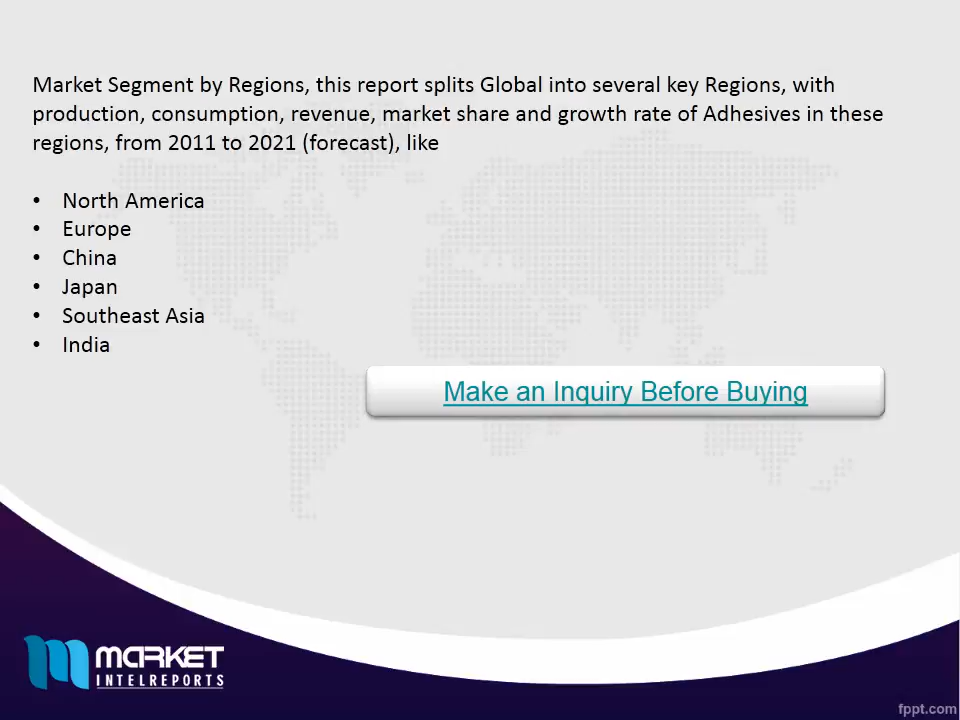 Market Segment by Regions, this report splits Global into several key Regions, with
production, consumption, revenue, market share and growth rate of Adhesives in these
regions, from 2011 to 2021 (forecast), like
• North America
• Europe
• China
• Japan
• Southeast Asia
• India
Make an Inquiry Before Buying
MARKET
INTELREPORTS
fppt.com